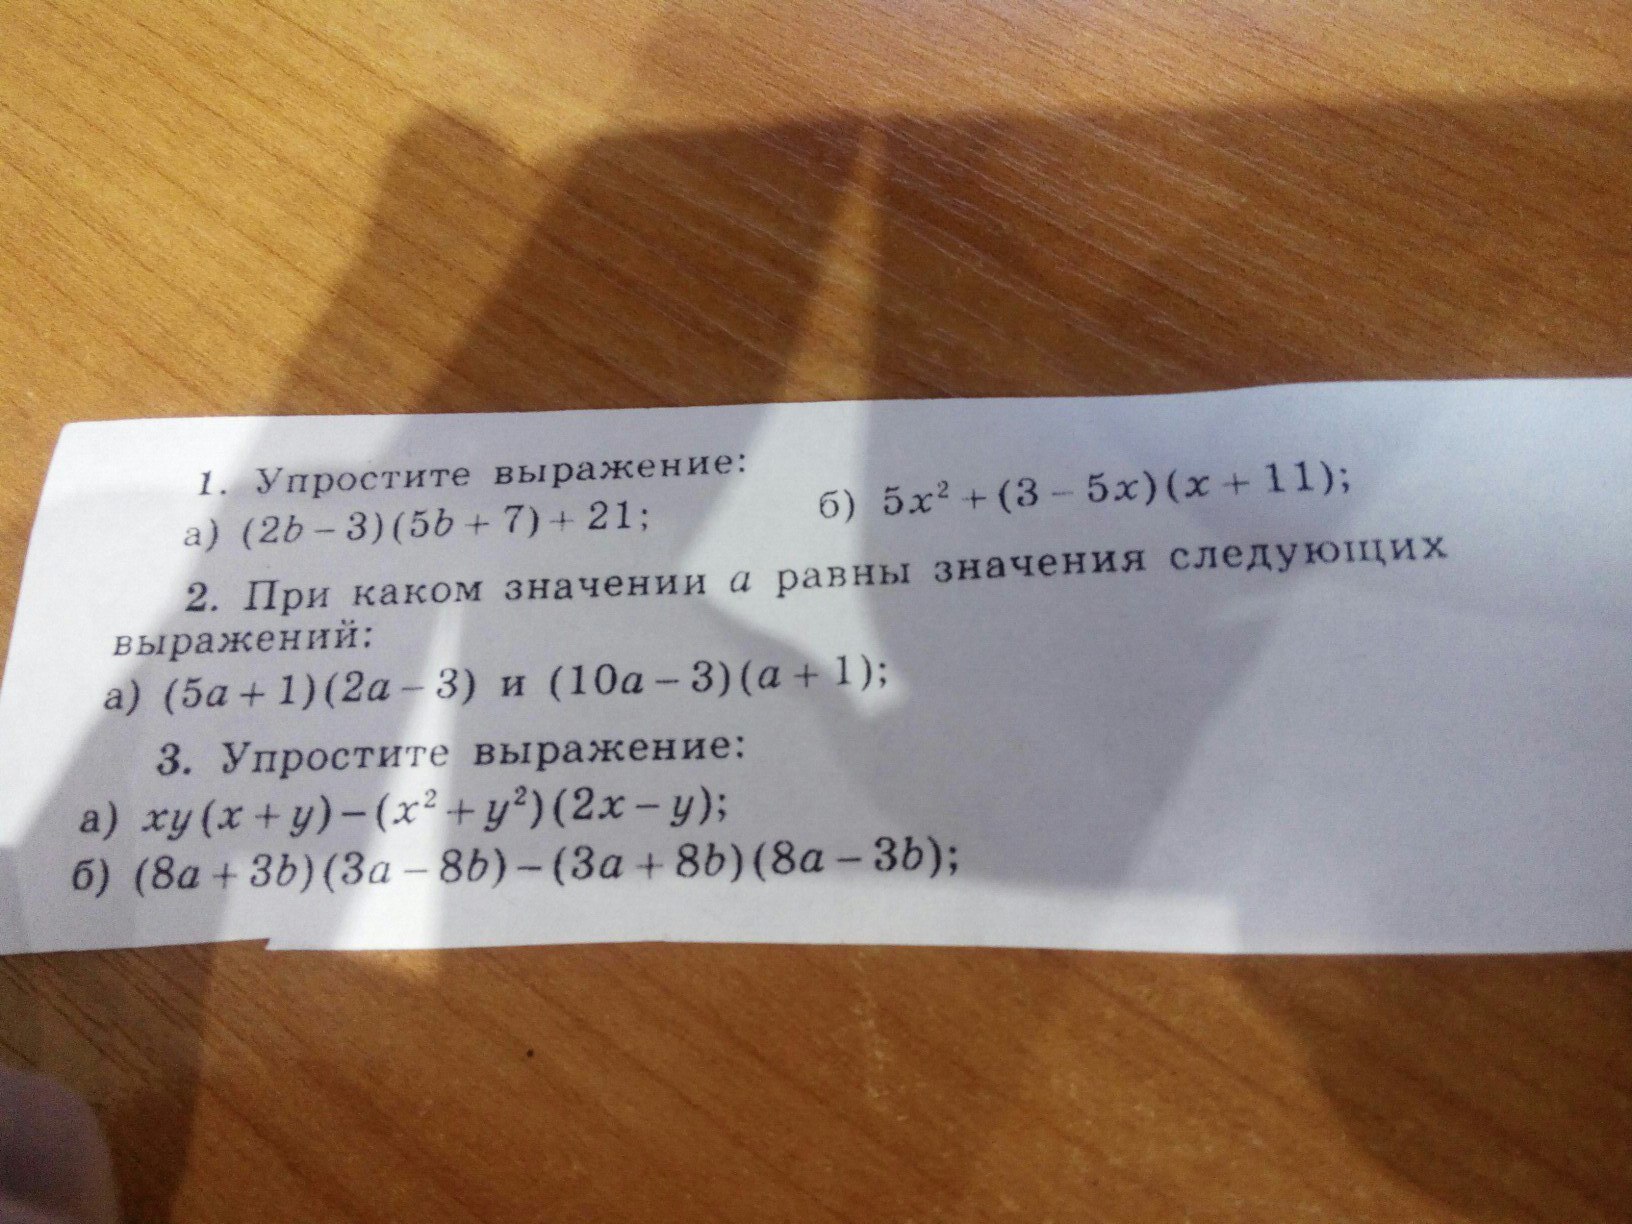 1. Упростите выражение:
а) (2b – 3)(5b + 7) + 21; б) 5x² + (3 – 5x)(x + 11);
2. При каком значении a равны значения следующих
выражений:
а) (5a + 1)(2a – 3) и (10a – 3)(a + 1);
3. Упростите выражение:
а) xy(x + y) – (x² + y²)(2x – y);
б) (8a + 3b)(3a – 8b) – (3a + 8b)(8a – 3b);